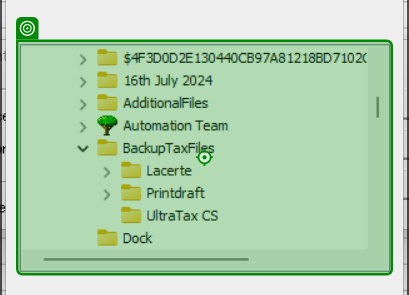 $4F3D0D2E130440CB97A81218BD7102C
16th July 2024
AdditionalFiles
Automation Team
BackupTaxFiles
Lacerte
Printdraft
UltraTax CS
Dock